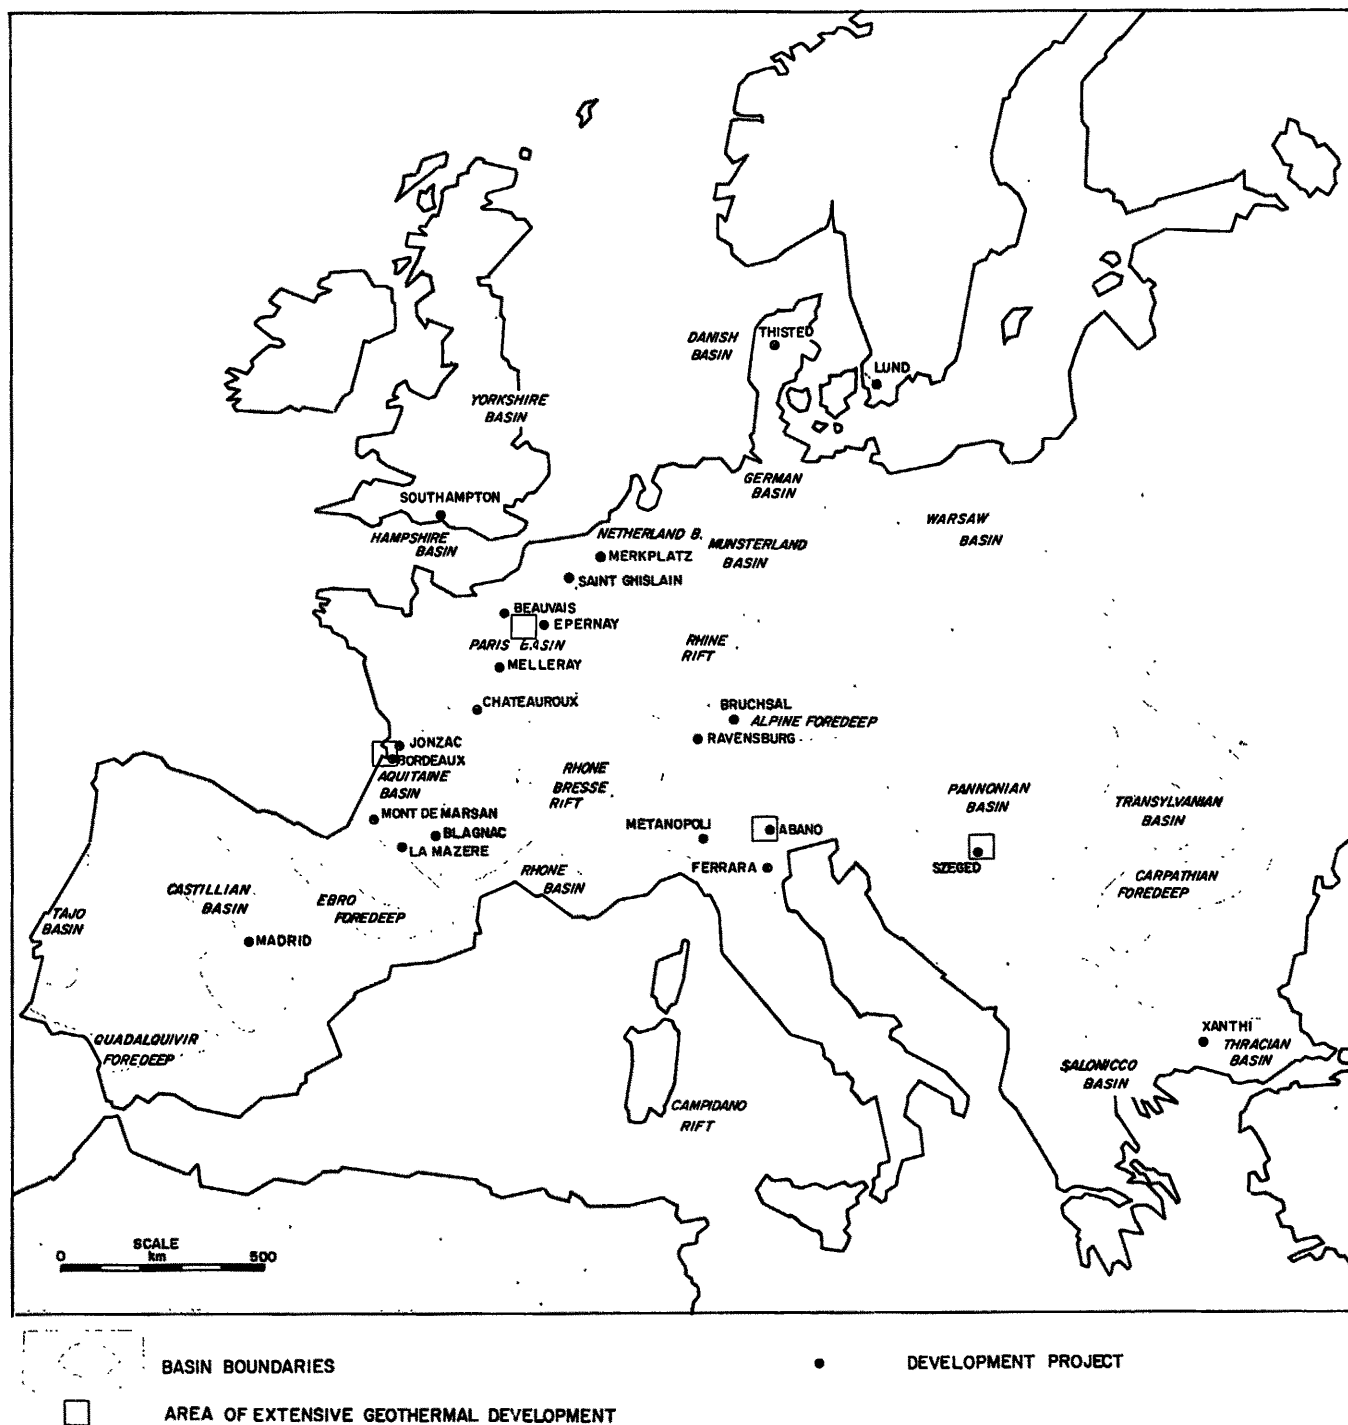 THISTED
DANISH
BASIN
LUND
YORKSHIRE
BASIN
GERMAN
BASIN
SOUTHAMPTON
WARSAW
BASIN
HAMPSHIRE
BASIN
NETHERLAND B.
MUNSTERLAND
BASIN
MERKPLATZ
SAINT GHISLAIN
BEAUVAIS
EPERNAY
PARIS BASIN
RHINE
RIFT
MELLERAY
CHATEAUROUX
BRUCHSAL
ALPINE FOREDEEP
RAVENSBURG
JONZAC
BORDEAUX
AQUITAINE
BASIN
RHONE
BRESSE
RIFT
PANNONIAN
BASIN
TRANSYLVANIAN
BASIN
MONT DE MARSAN
BLAGNAC
LA MAZERE
METANOPOLI
ABANO
FERRARA
SZEGED
RHONE
BASIN
CARPATHIAN
FOREDEEP
CASTILLIAN
BASIN
EBRO
FOREDEEP
TAJO
BASIN
MADRID
QUADALQUIVIR
FOREDEEP
XANTHI
THRACIAN
BASIN
SALONICCO
BASIN
CAMPIDANO
RIFT
SCALE
0 km 500
BASIN BOUNDARIES
DEVELOPMENT PROJECT
AREA OF EXTENSIVE GEOTHERMAL DEVELOPMENT